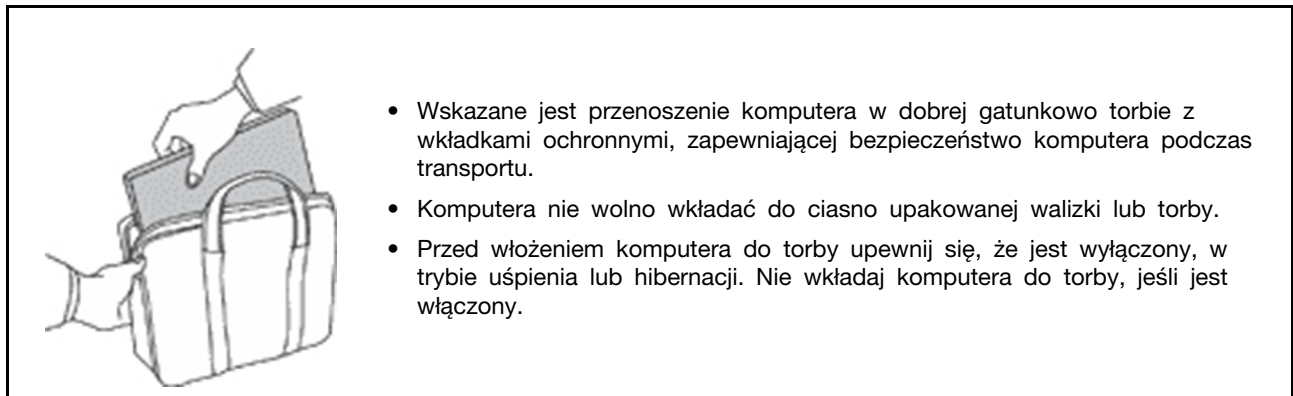 • Wskazane jest przenoszenie komputera w dobrej gatunkowo torbie z
wkładkami ochronnymi, zapewniającej bezpieczeństwo komputera podczas
transportu.
• Komputera nie wolno wkładać do ciasno upakowanej walizki lub torby.
• Przed włożeniem komputera do torby upewnij się, że jest wyłączony, w
trybie uśpienia lub hibernacji. Nie wkładaj komputera do torby, jeśli jest
włączony.